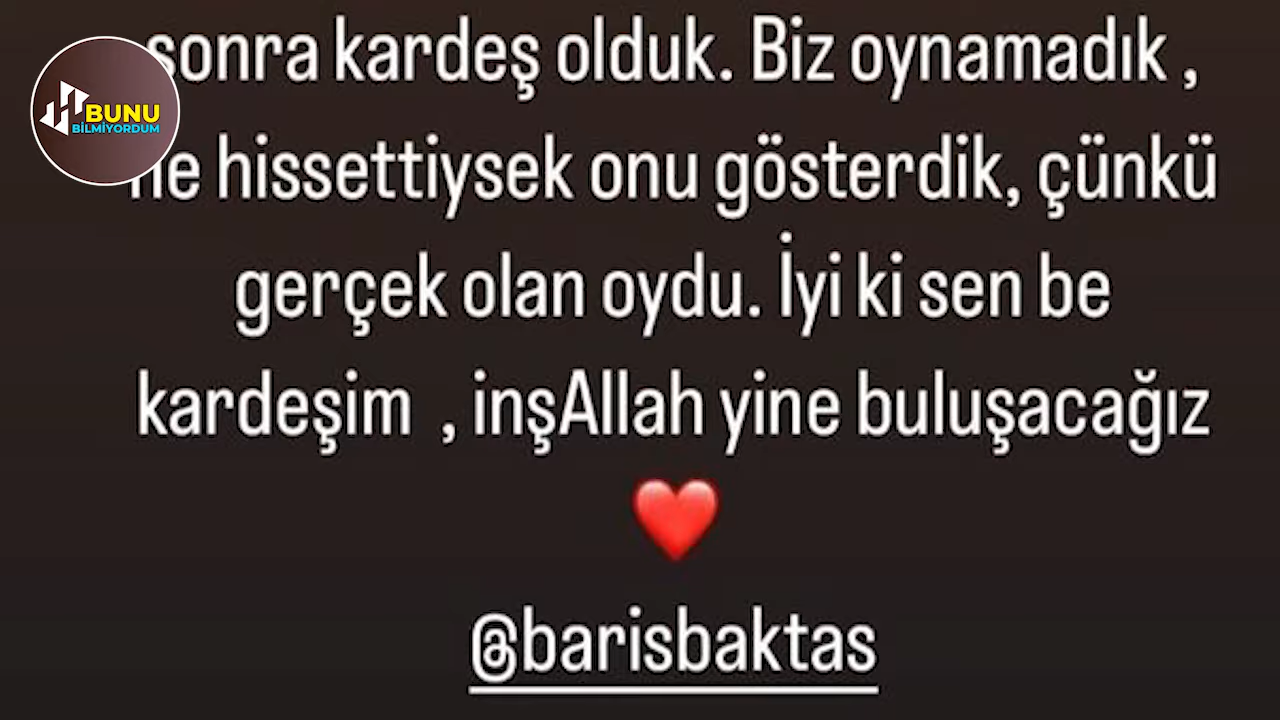 sonra kardeş olduk. Biz oynamadık ,
ne hissettiysek onu gösterdik, çünkü
gerçek olan oydu. İyi ki sen be
kardeşim , inşAllah yine buluşacağız
❤️
@barisbaktas
BUNU
BİLMİYORDUM